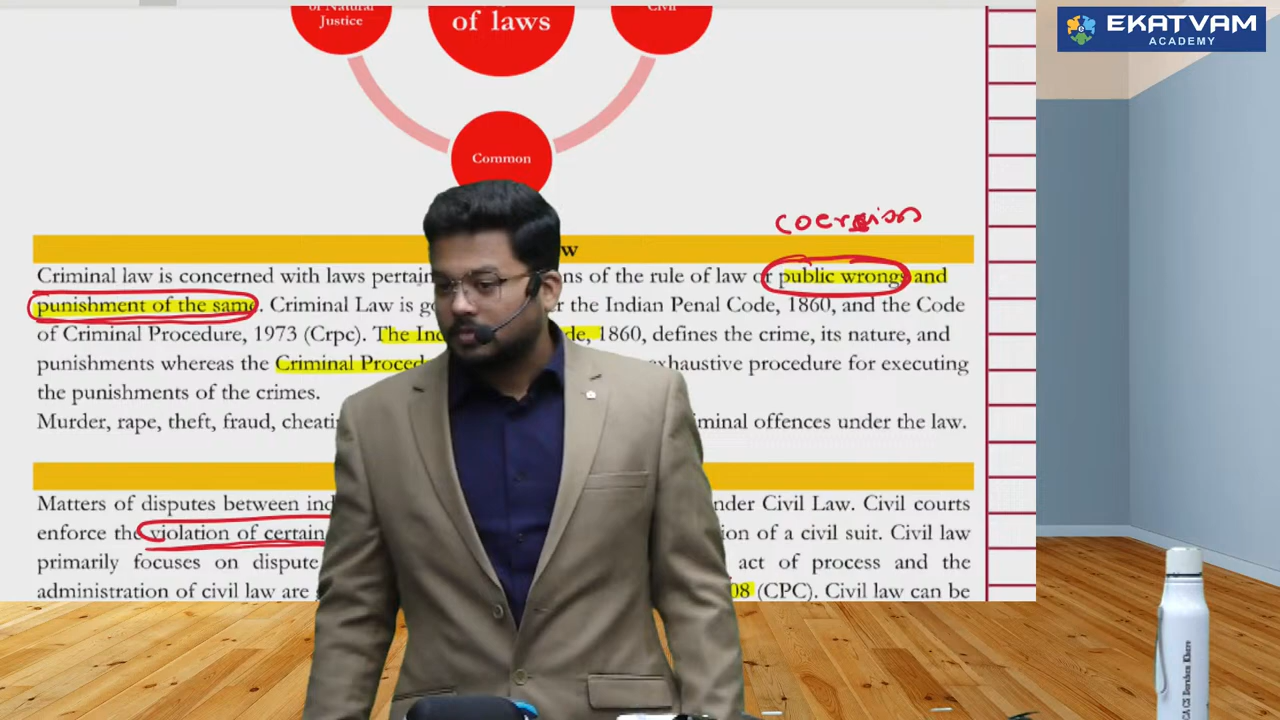 of Natural
Justice
of laws
Civil
EKATVAM
ACADEMY
Common
coercion
w
Criminal law is concerned with laws pertain ns of the rule of law or public wrongs and
punishment of the same. Criminal Law is go r the Indian Penal Code, 1860, and the Code
of Criminal Procedure, 1973 (Crpc). The Ind de, 1860, defines the crime, its nature, and
punishments whereas the Criminal Proced exhaustive procedure for executing
the punishments of the crimes.
Murder, rape, theft, fraud, cheati iminal offences under the law.
Matters of disputes between ind nder Civil Law. Civil courts
enforce the violation of certain ion of a civil suit. Civil law
primarily focuses on dispute act of process and the
administration of civil law are 08 (CPC). Civil law can be
CA CS Darshan Khare